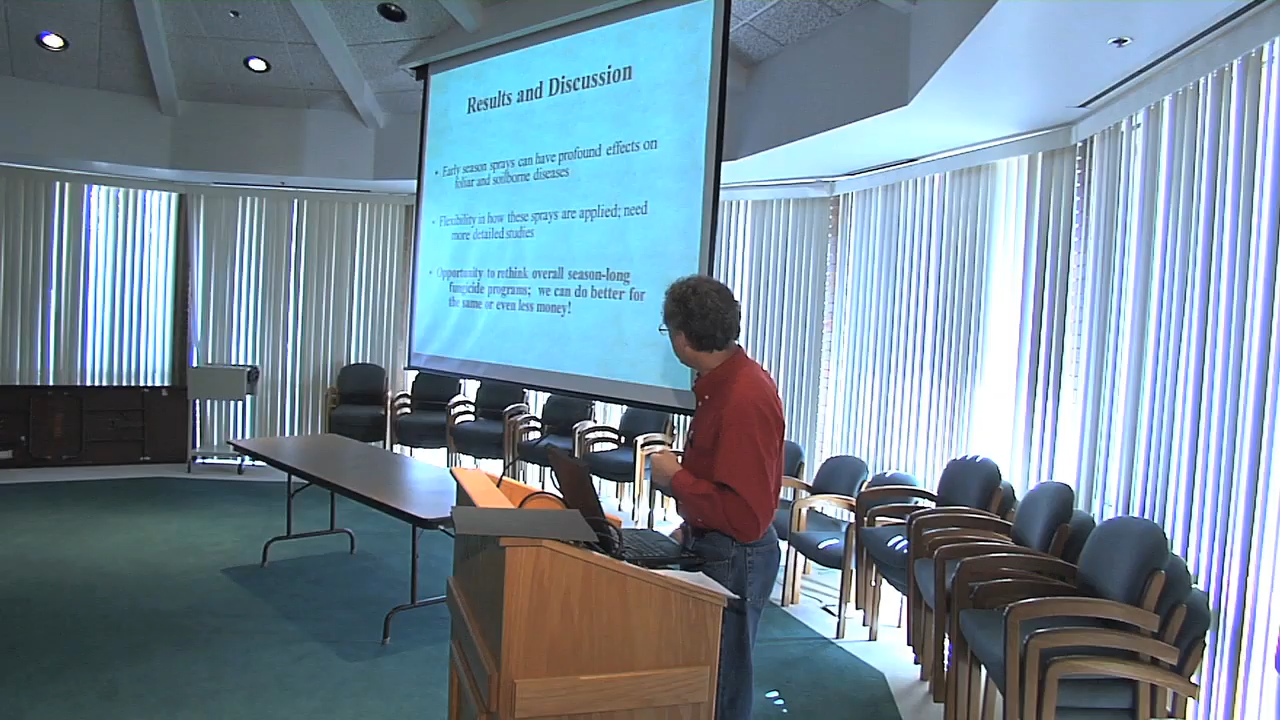 Results and Discussion
• Early season sprays can have profound effects on
foliar and soilborne diseases
• Flexibility in how these sprays are applied; need
more detailed studies
• Opportunity to rethink overall season-long
fungicide programs; we can do better for
the same or even less money!